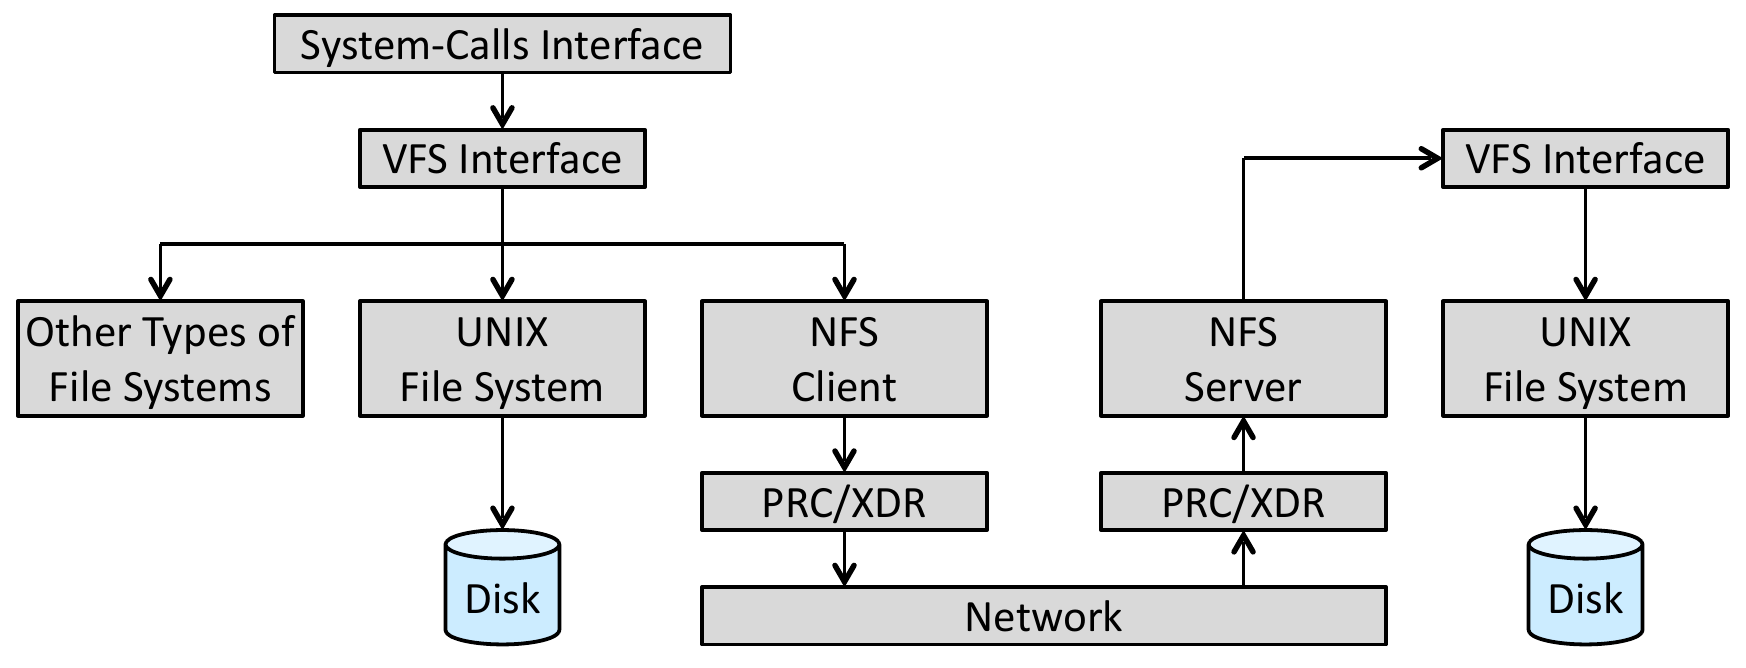 System-Calls Interface
VFS Interface
VFS Interface
Other Types of
File Systems
UNIX
File System
NFS
Client
NFS
Server
UNIX
File System
PRC/XDR
PRC/XDR
Disk
Network
Disk